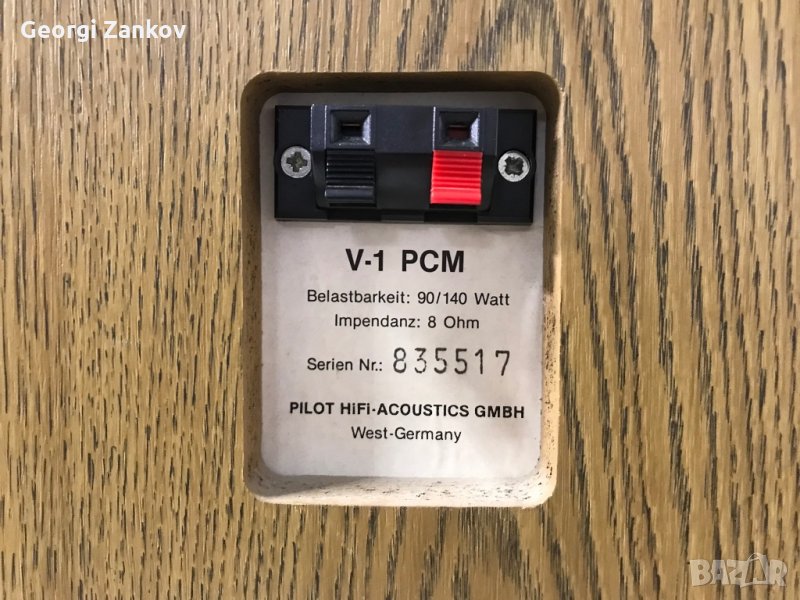 Georgi Zankov
V-1 PCM
Belastbarkeit: 90/140 Watt
Impendanz: 8 Ohm
Serien Nr.: 835517
PILOT HiFi-ACOUSTICS GMBH
West-Germany
BAZAR